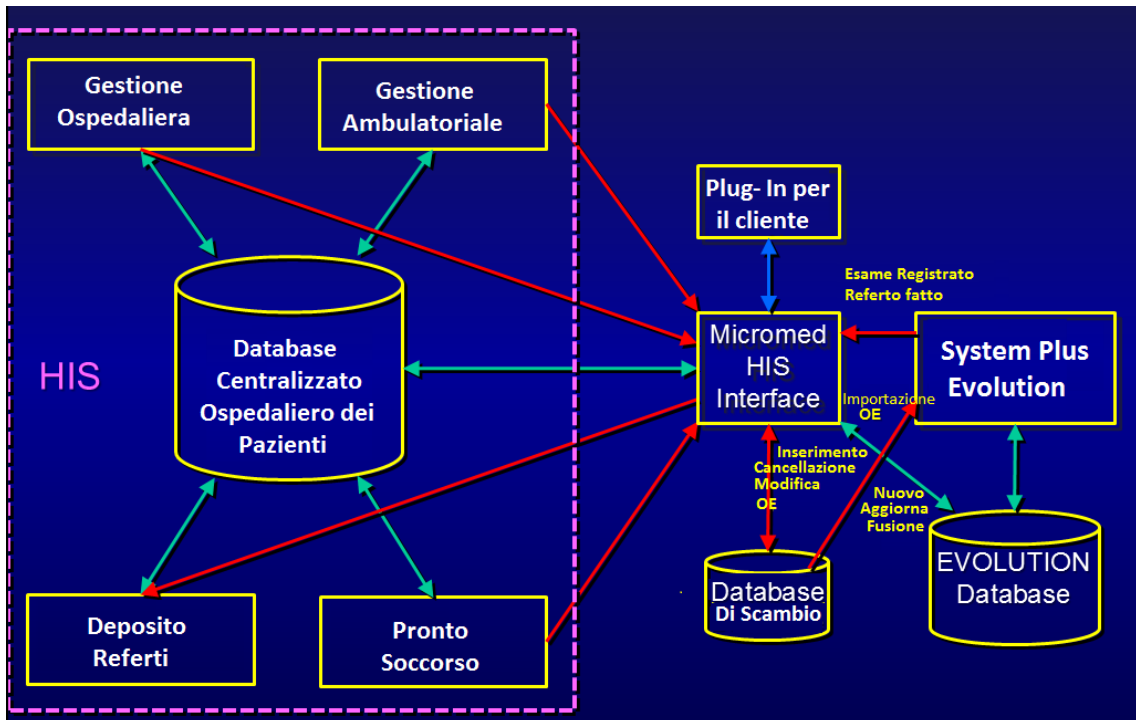 Gestione
Ospedaliera
Gestione
Ambulatoriale
Plug- In per
il cliente
Esame Registrato
Referto fatto
Micromed
HIS
Interface
System Plus
Evolution
HIS
Database
Centralizzato
Ospedaliero dei
Pazienti
Importazione
OE
Inserimento
Cancellazione
Modifica
OE
Nuovo
Aggiorna
Fusione
Database
Di Scambio
EVOLUTION
Database
Deposito
Referti
Pronto
Soccorso